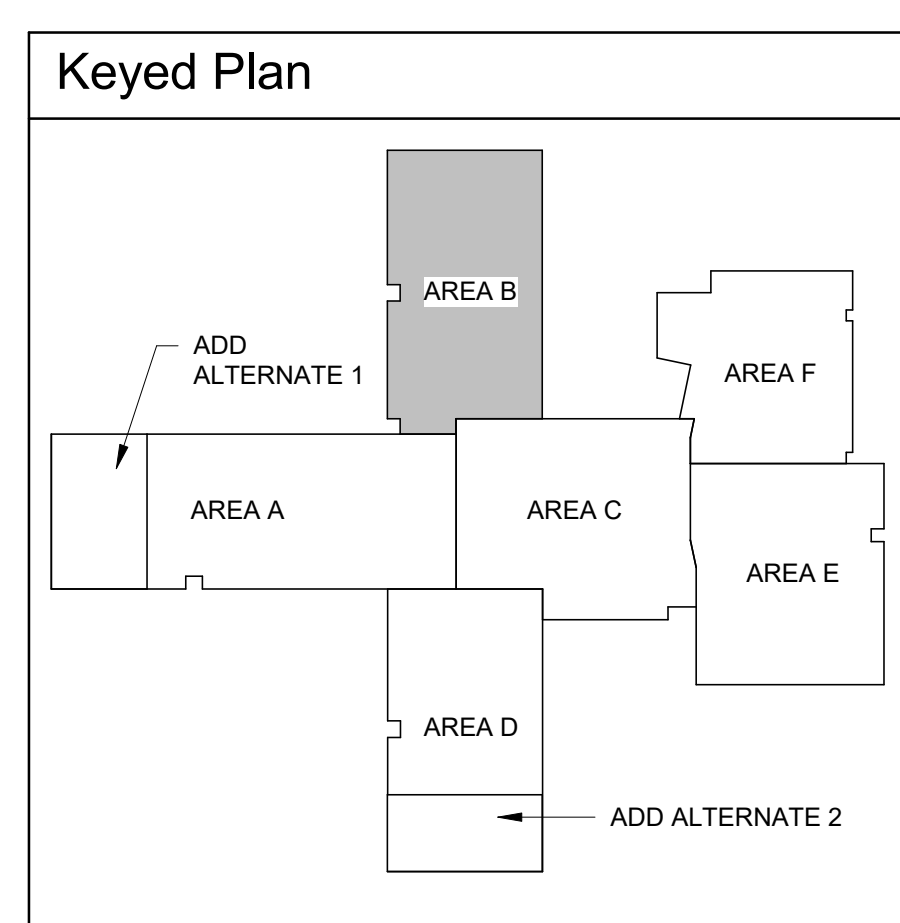 Keyed Plan
AREA B
ADD
ALTERNATE 1
AREA F
AREA A
AREA C
AREA E
AREA D
ADD ALTERNATE 2